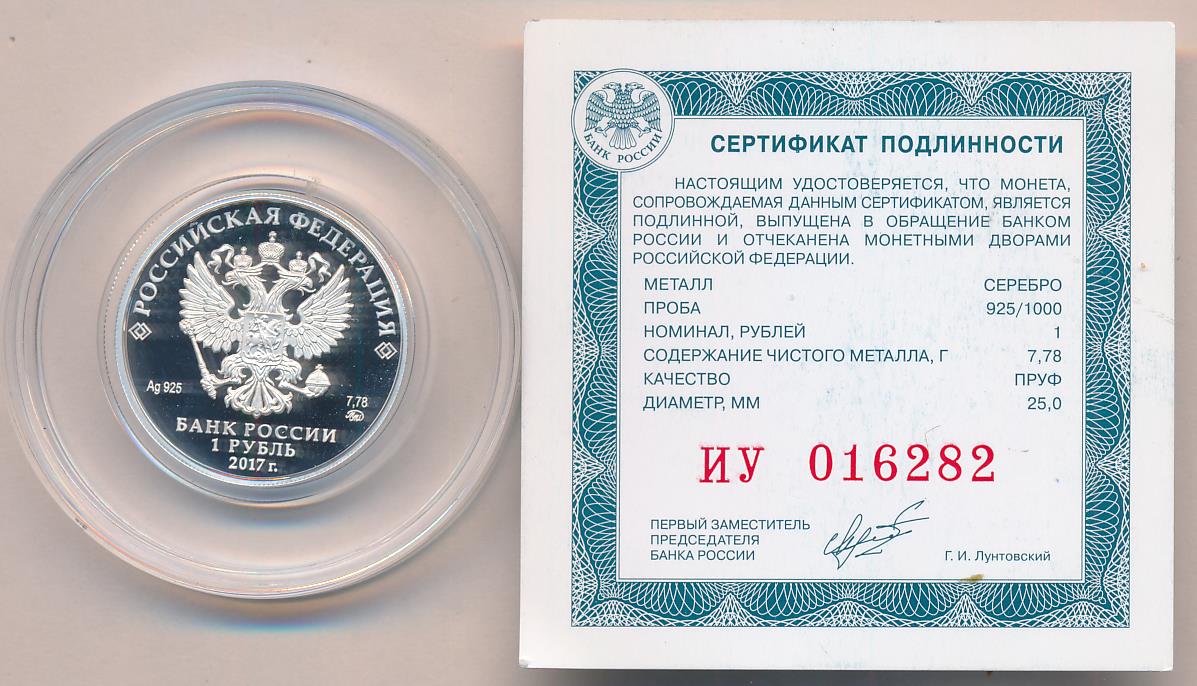 РОССИЙСКАЯ ФЕДЕРАЦИЯ
Ag 925
7,78
ММД
БАНК РОССИИ
1 РУБЛЬ
2017 г.
БАНК РОССИИ
СЕРТИФИКАТ ПОДЛИННОСТИ
НАСТОЯЩИМ УДОСТОВЕРЯЕТСЯ, ЧТО МОНЕТА,
СОПРОВОЖДАЕМАЯ ДАННЫМ СЕРТИФИКАТОМ, ЯВЛЯЕТСЯ
ПОДЛИННОЙ, ВЫПУЩЕНА В ОБРАЩЕНИЕ БАНКОМ
РОССИИ И ОТЧЕКАНЕНА МОНЕТНЫМИ ДВОРАМИ
РОССИЙСКОЙ ФЕДЕРАЦИИ.
МЕТАЛЛ СЕРЕБРО
ПРОБА 925/1000
НОМИНАЛ, РУБЛЕЙ 1
СОДЕРЖАНИЕ ЧИСТОГО МЕТАЛЛА, Г 7,78
КАЧЕСТВО ПРУФ
ДИАМЕТР, ММ 25,0
ИУ 016282
ПЕРВЫЙ ЗАМЕСТИТЕЛЬ
ПРЕДСЕДАТЕЛЯ
БАНКА РОССИИ
Г. И. Лунтовский